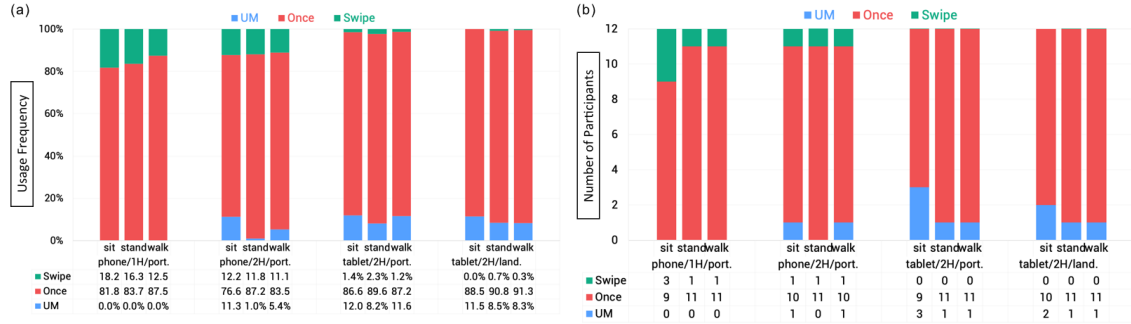 (a)
UM Once Swipe
100%
80%
60%
40%
20%
0%
Usage Frequency
sit stand walk sit stand walk sit stand walk sit stand walk
phone/1H/port. phone/2H/port. tablet/2H/port. tablet/2H/land.
Swipe 18.2 16.3 12.5 12.2 11.8 11.1 1.4% 2.3% 1.2% 0.0% 0.7% 0.3%
Once 81.8 83.7 87.5 76.6 87.2 83.5 86.6 89.6 87.2 88.5 90.8 91.3
UM 0.0% 0.0% 0.0% 11.3 1.0% 5.4% 12.0 8.2% 11.6 11.5 8.5% 8.3%
(b)
UM Once Swipe
12
10
8
6
4
2
0
Number of Participants
sit stand walk sit stand walk sit stand walk sit stand walk
phone/1H/port. phone/2H/port. tablet/2H/port. tablet/2H/land.
Swipe 3 1 1 1 1 1 0 0 0 0 0 0
Once 9 11 11 10 11 10 9 11 11 10 11 11
UM 0 0 0 1 0 1 3 1 1 2 1 1